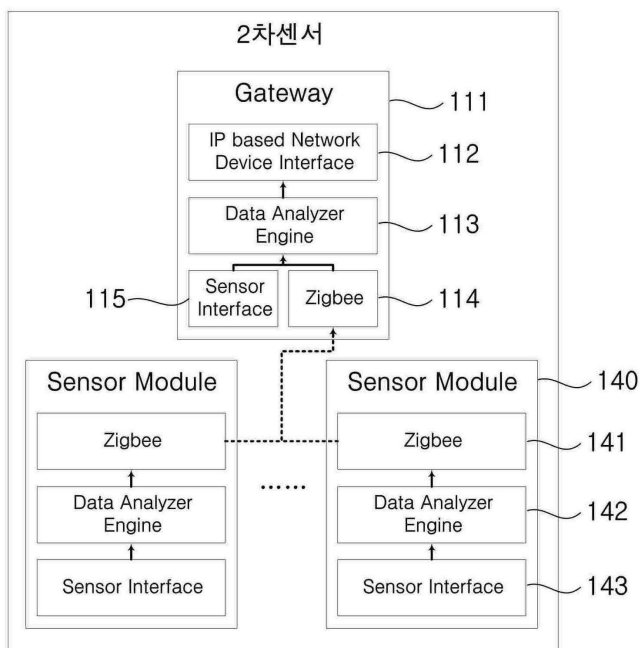 2차센서
Gateway
111
IP based Network
Device Interface
112
Data Analyzer
Engine
113
115
Sensor
Interface
Zigbee
114
Sensor Module
Sensor Module
140
Zigbee
Zigbee
141
Data Analyzer
Engine
......
Data Analyzer
Engine
142
Sensor Interface
Sensor Interface
143